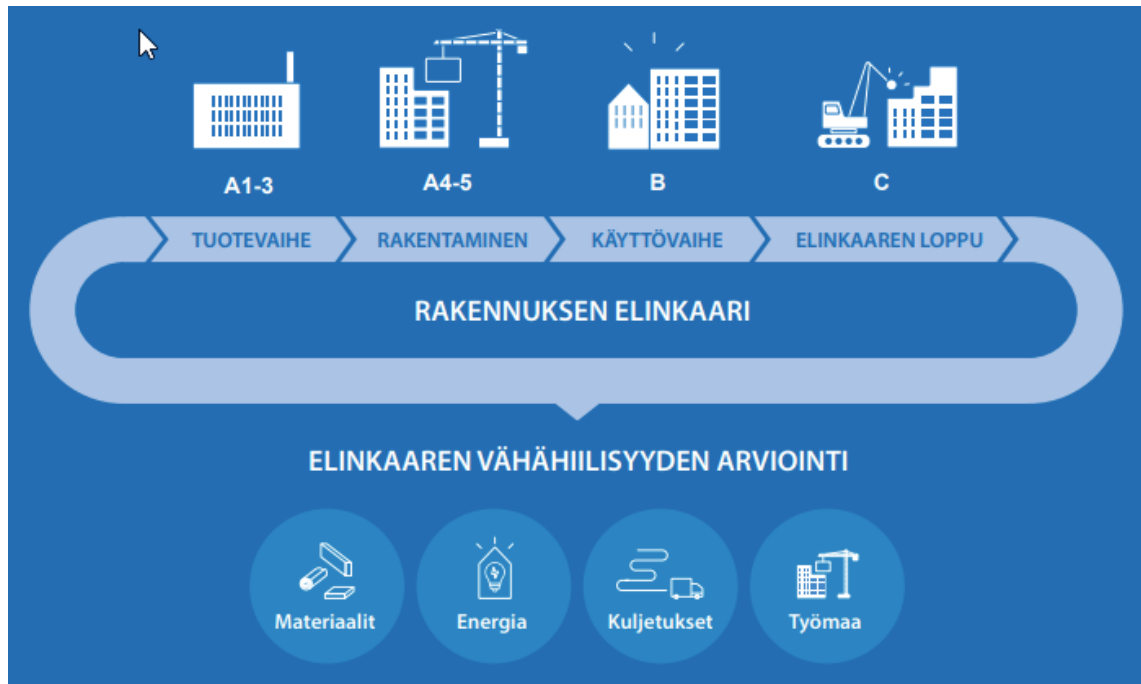 A1-3
A4-5
B
C
TUOTEVAIHE
RAKENTAMINEN
KÄYTTÖVAIHE
ELINKAAREN LOPPU
RAKENNUKSEN ELINKAARI
ELINKAAREN VÄHÄHIILISYYDEN ARVIOINTI
Materiaalit
Energia
Kuljetukset
Työmaa